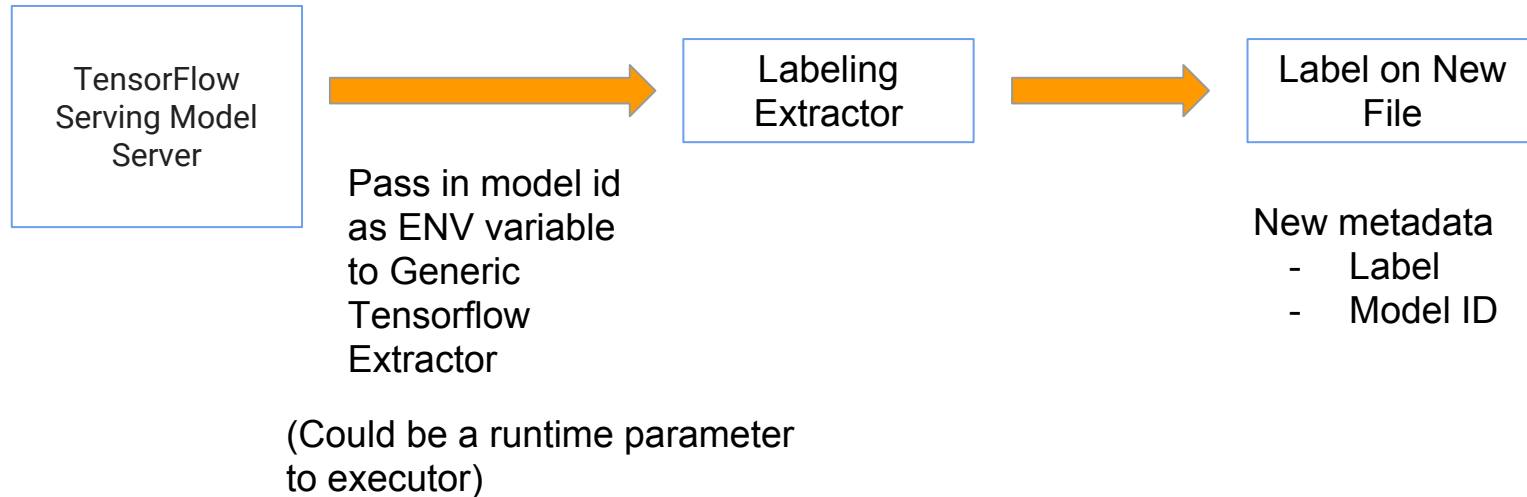 TensorFlow
Serving Model
Server
Labeling
Extractor
Label on New
File
Pass in model id
as ENV variable
to Generic
Tensorflow
Extractor
(Could be a runtime parameter
to executor)
New metadata
- Label
- Model ID